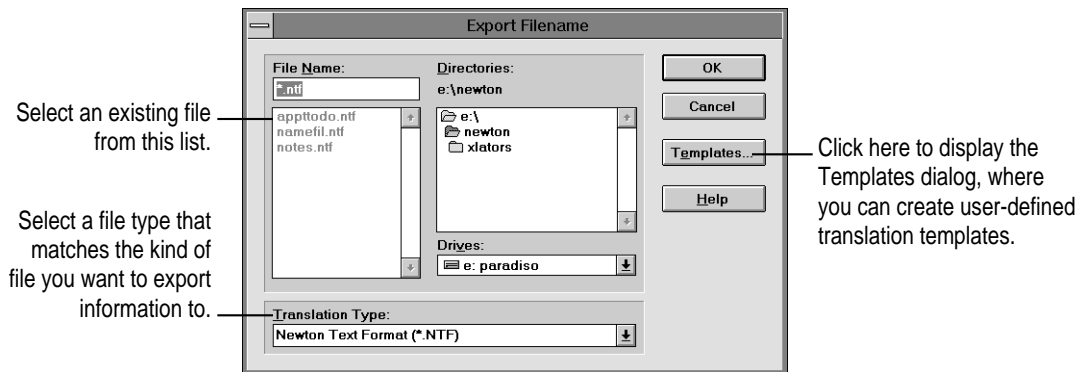 Export Filename
File Name:
*.ntf
appttodo.ntf
namefil.ntf
notes.ntf
Directories:
e:\newton
e:\
newton
xlators
Drives:
e: paradiso
Translation Type:
Newton Text Format (*.NTF)
OK
Cancel
Templates...
Help
Select an existing file
from this list.
Select a file type that
matches the kind of
file you want to export
information to.
Click here to display the
Templates dialog, where
you can create user-defined
translation templates.